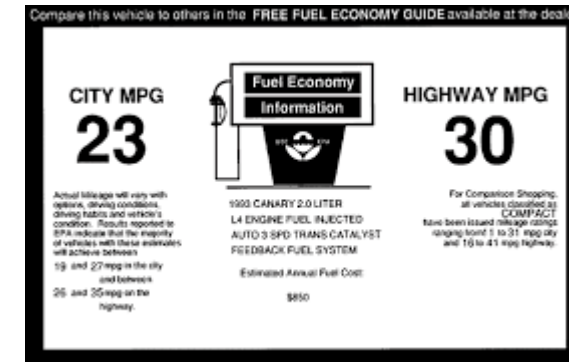 Compare this vehicle to others in the FREE FUEL ECONOMY GUIDE available at the deale
CITY MPG
23
Actual Mileage will vary with
options, driving conditions,
driving habits and vehicle's
condition. Results reported to
EPA indicate that the majority
of vehicles with these estimates
will achieve between
19 and 27 mpg in the city
and between
26 and 35 mpg on the
highway.
Fuel Economy
Information
DOT EPA
1993 CANARY 2.0 LITER
L4 ENGINE FUEL INJECTED
AUTO 3 SPD TRANS CATALYST
FEEDBACK FUEL SYSTEM
Estimated Annual Fuel Cost:
$850
HIGHWAY MPG
30
For Comparison Shopping,
all vehicles classified as
COMPACT
have been issued mileage ratings
ranging from 1 to 31 mpg city
and 16 to 41 mpg highway.